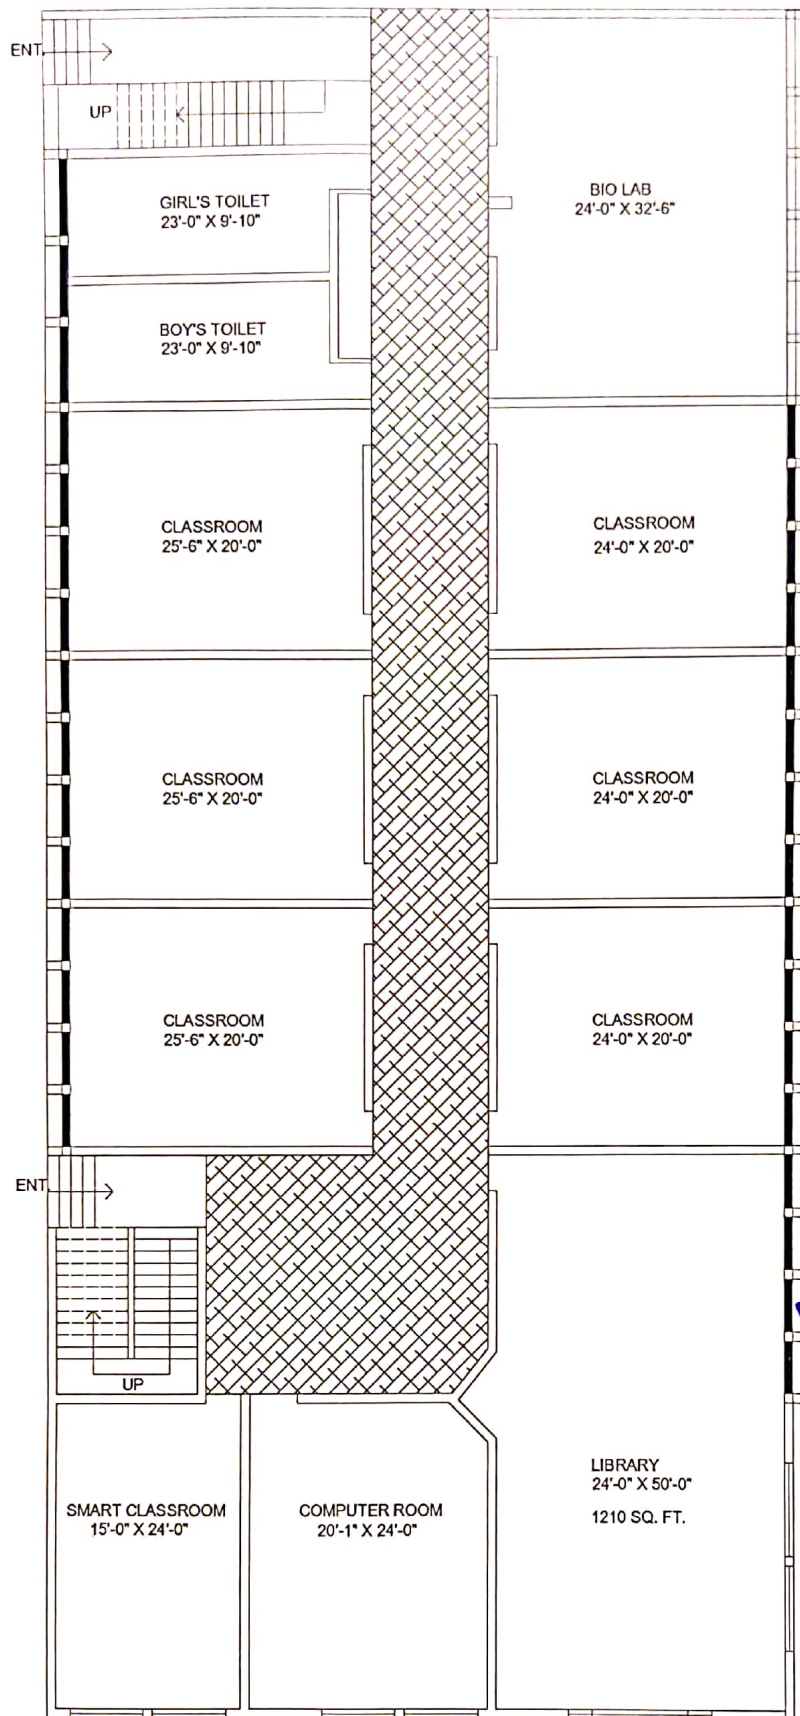 ENT.
UP
GIRL'S TOILET
23'-0" X 9'-10"
BIO LAB
24'-0" X 32'-6"
BOY'S TOILET
23'-0" X 9'-10"
CLASSROOM
25'-6" X 20'-0"
CLASSROOM
24'-0" X 20'-0"
CLASSROOM
25'-6" X 20'-0"
CLASSROOM
24'-0" X 20'-0"
CLASSROOM
25'-6" X 20'-0"
CLASSROOM
24'-0" X 20'-0"
ENT.
UP
SMART CLASSROOM
15'-0" X 24'-0"
COMPUTER ROOM
20'-1" X 24'-0"
LIBRARY
24'-0" X 50'-0"
1210 SQ. FT.